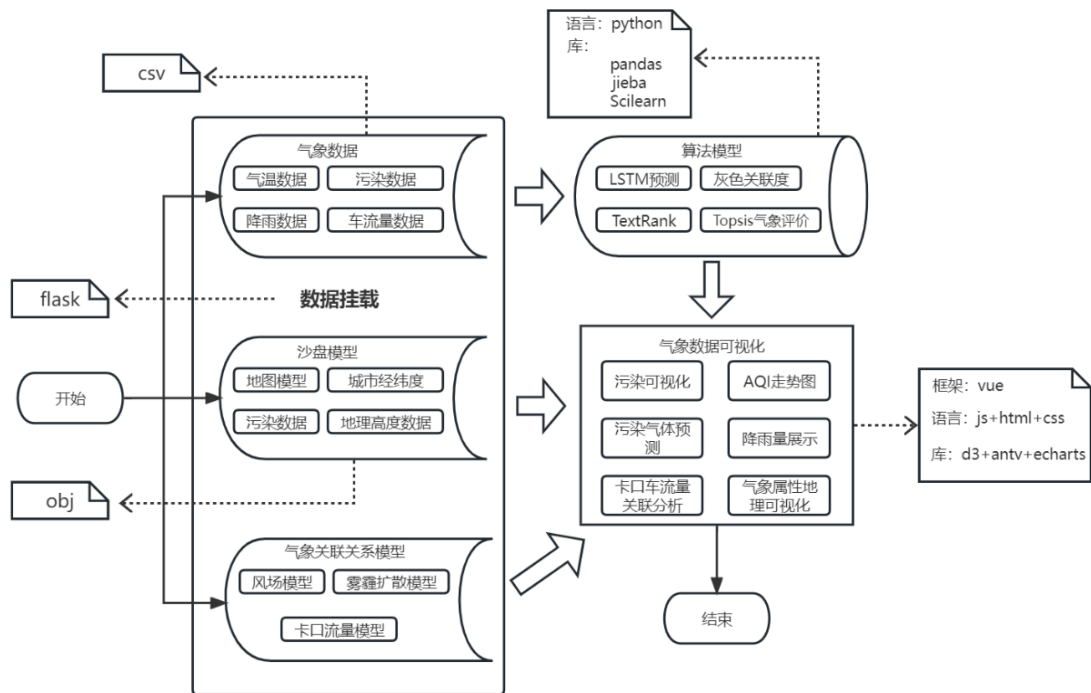 语言：python
库：
pandas
jieba
Scilearn
csv
气象数据
气温数据
污染数据
降雨数据
车流量数据
算法模型
LSTM预测
灰色关联度
TextRank
Topsis气象评价
flask
数据挂载
沙盘模型
地图模型
城市经纬度
污染数据
地理高度数据
开始
obj
气象数据可视化
污染可视化
AQI走势图
污染气体预
测
降雨量展示
卡口车流量
关联分析
气象属性地
理可视化
框架：vue
语言：js+html+css
库：d3+antv+echarts
气象关联关系模型
风场模型
雾霾扩散模型
卡口流量模型
结束